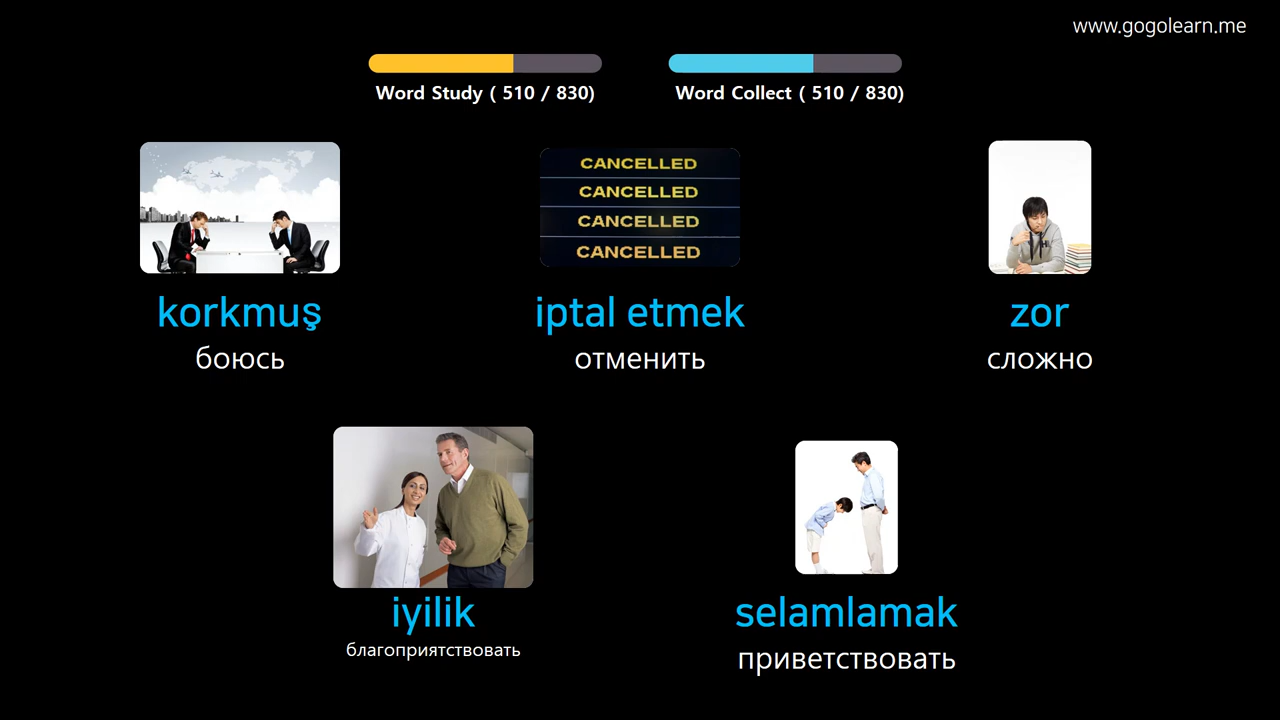 www.gogolearn.me
Word Study ( 510 / 830)
Word Collect ( 510 / 830)
CANCELLED
CANCELLED
CANCELLED
CANCELLED
korkmuş
iptal etmek
zor
боюсь
отменить
сложно
iyilik
selamlamak
благоприятствовать
приветствовать